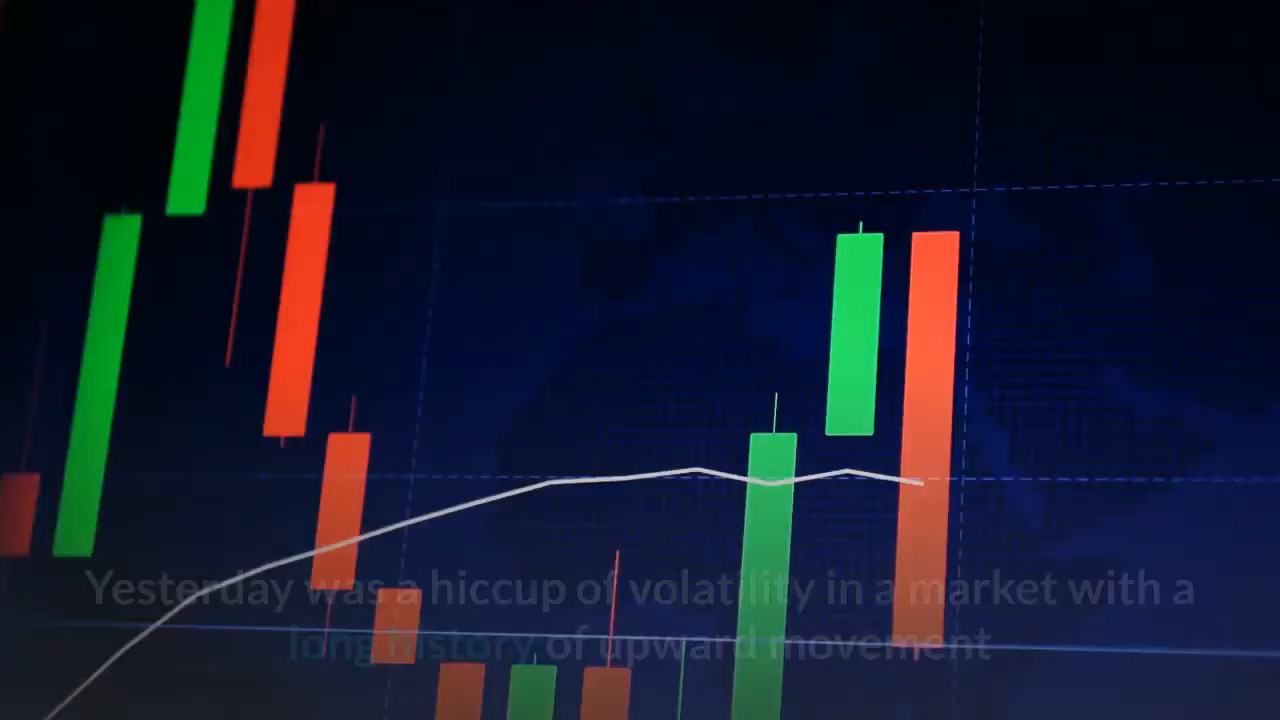 Yesterday was a hiccup of volatility in a market with a
long history of upward movement